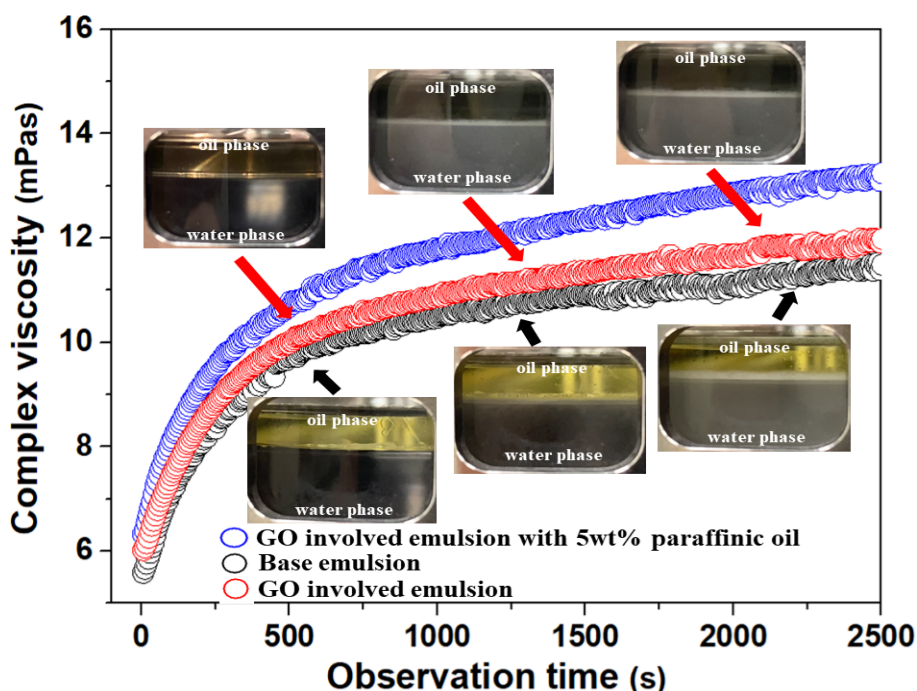 16
14
12
10
8
6
Complex viscosity (mPas)
oil phase
water phase
oil phase
water phase
oil phase
water phase
oil phase
water phase
oil phase
water phase
oil phase
water phase
GO involved emulsion with 5wt% paraffinic oil
Base emulsion
GO involved emulsion
0 500 1000 1500 2000 2500
Observation time (s)